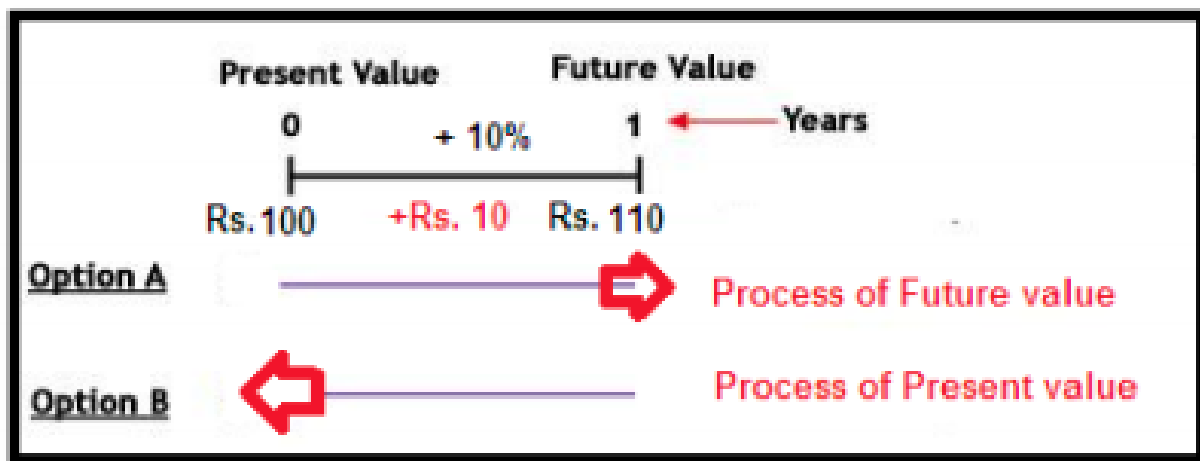 Present Value Future Value
0 + 10% 1 Years
Rs. 100 +Rs. 10 Rs. 110
Option A Process of Future value
Option B Process of Present value